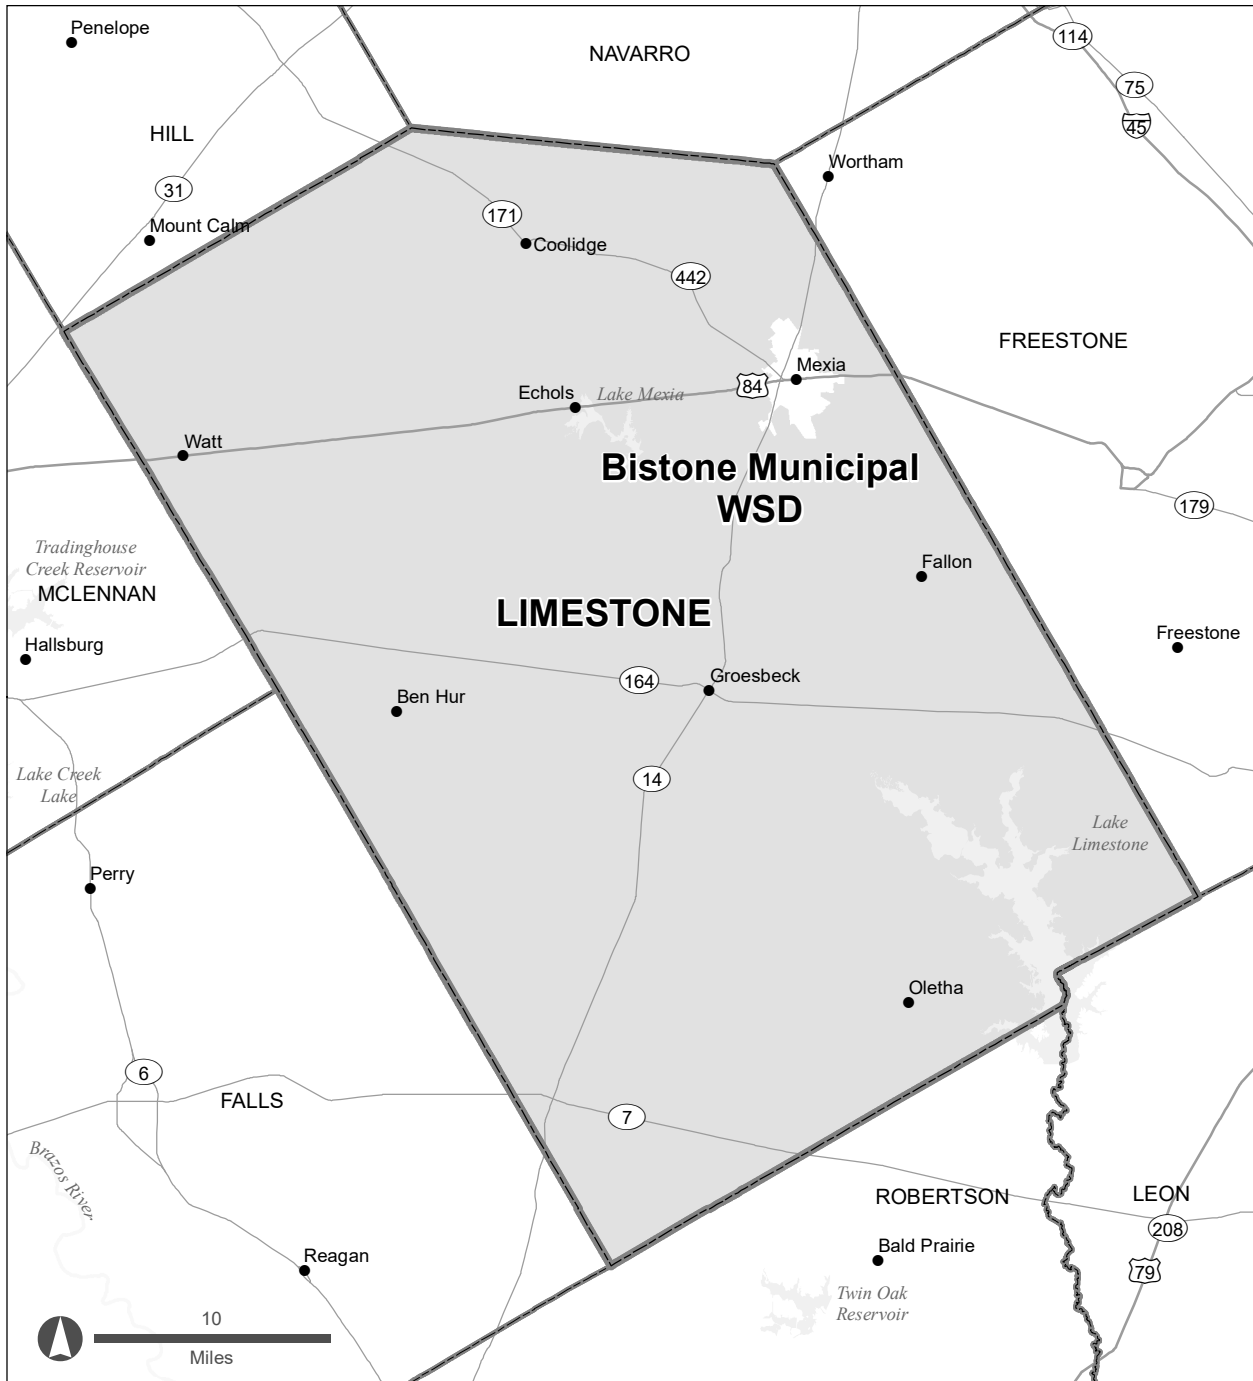 Penelope
NAVARRO
114
75
45
HILL
Wortham
31
Mount Calm
171
Coolidge
442
FREESTONE
Mexia
84
Echols
Lake Mexia
Watt
Bistone Municipal
WSD
179
Tradinghouse
Creek Reservoir
MCLENNAN
Fallon
LIMESTONE
Hallsburg
Freestone
164
Groesbeck
Ben Hur
14
Lake Creek
Lake
Lake
Limestone
Perry
Oletha
6
FALLS
7
Brazos River
ROBERTSON
LEON
208
Bald Prairie
79
Reagan
Twin Oak
Reservoir
10
Miles